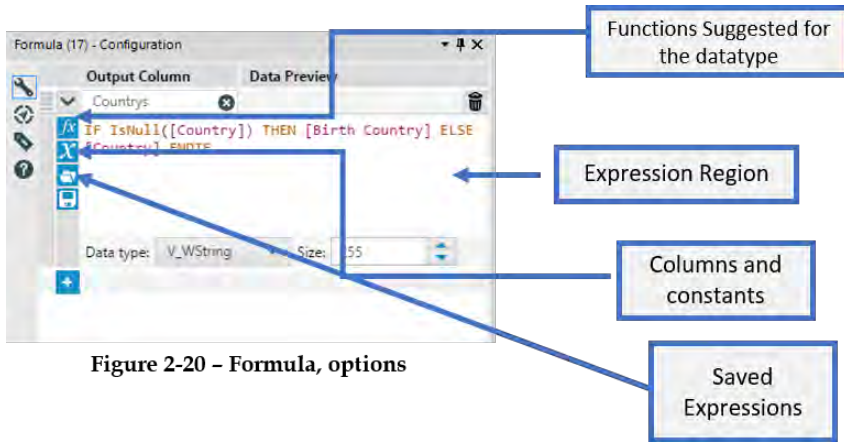 Functions Suggested for
the datatype
Formula (17) - Configuration
Output Column
Data Preview
Countrys
fx
IF IsNull([Country]) THEN [Birth Country] ELSE
[Country] ENDIF
X
Expression Region
Data type: V_WString
Size: 255
Columns and
constants
Saved
Expressions
Figure 2-20 – Formula, options